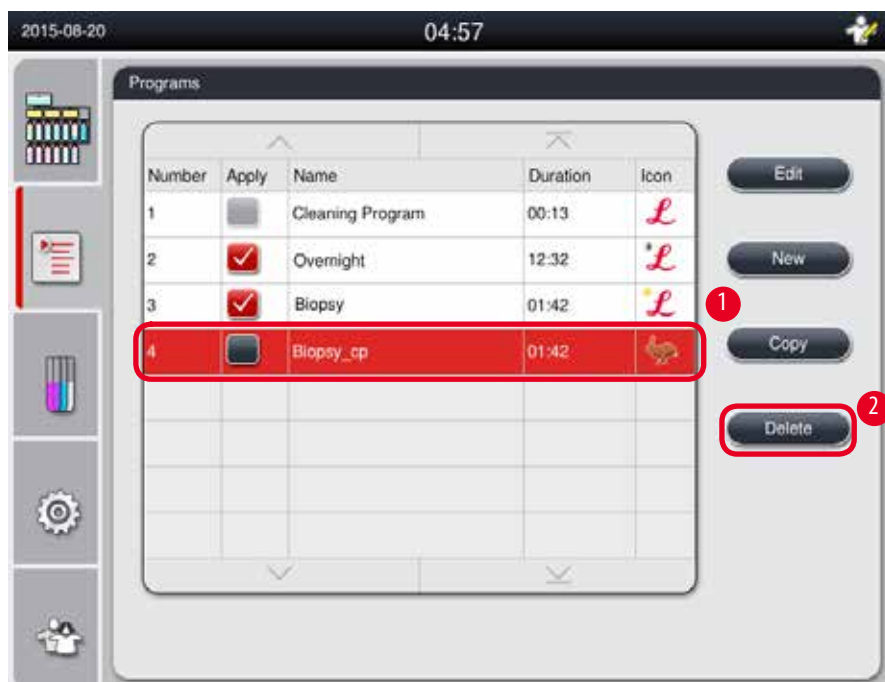 2015-08-20 04:57
Programs
Number Apply Name Duration Icon
Edit
1 Cleaning Program 00:13 L
2 Overnight 12:32 L
New
3 Biopsy 01:42 L
1
4 Biopsy_cp 01:42
Copy
2
Delete